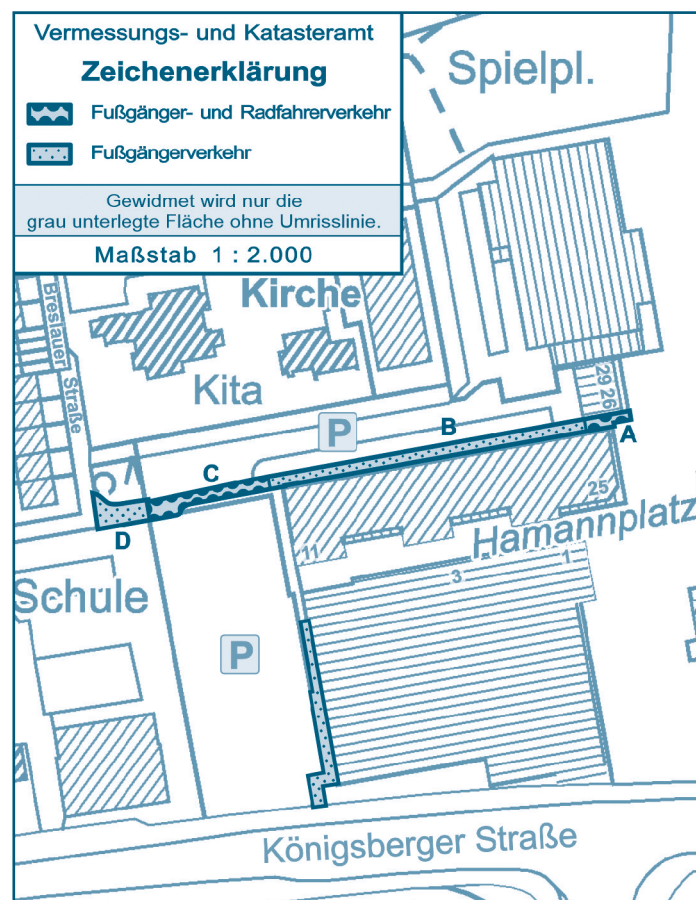 Vermessungs- und Katasteramt
Zeichenerklärung
Fußgänger- und Radfahrerverkehr
Fußgängerverkehr
Gewidmet wird nur die
grau unterlegte Fläche ohne Umrisslinie.
Maßstab 1 : 2.000
Spielpl.
Kirche
Breslauer
Straße
Kita
29 26
P
B
A
C
D
25
11
Hamannplatz
3
1
Schule
P
Königsberger Straße